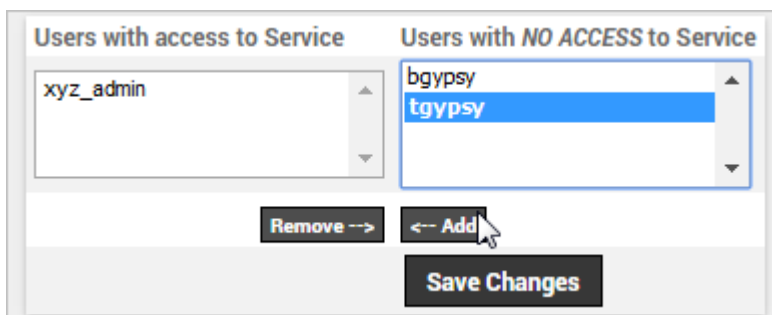 Users with access to Service
Users with NO ACCESS to Service
xyz_admin
bgypsy
tgypsy
Remove -->
<-- Add
Save Changes